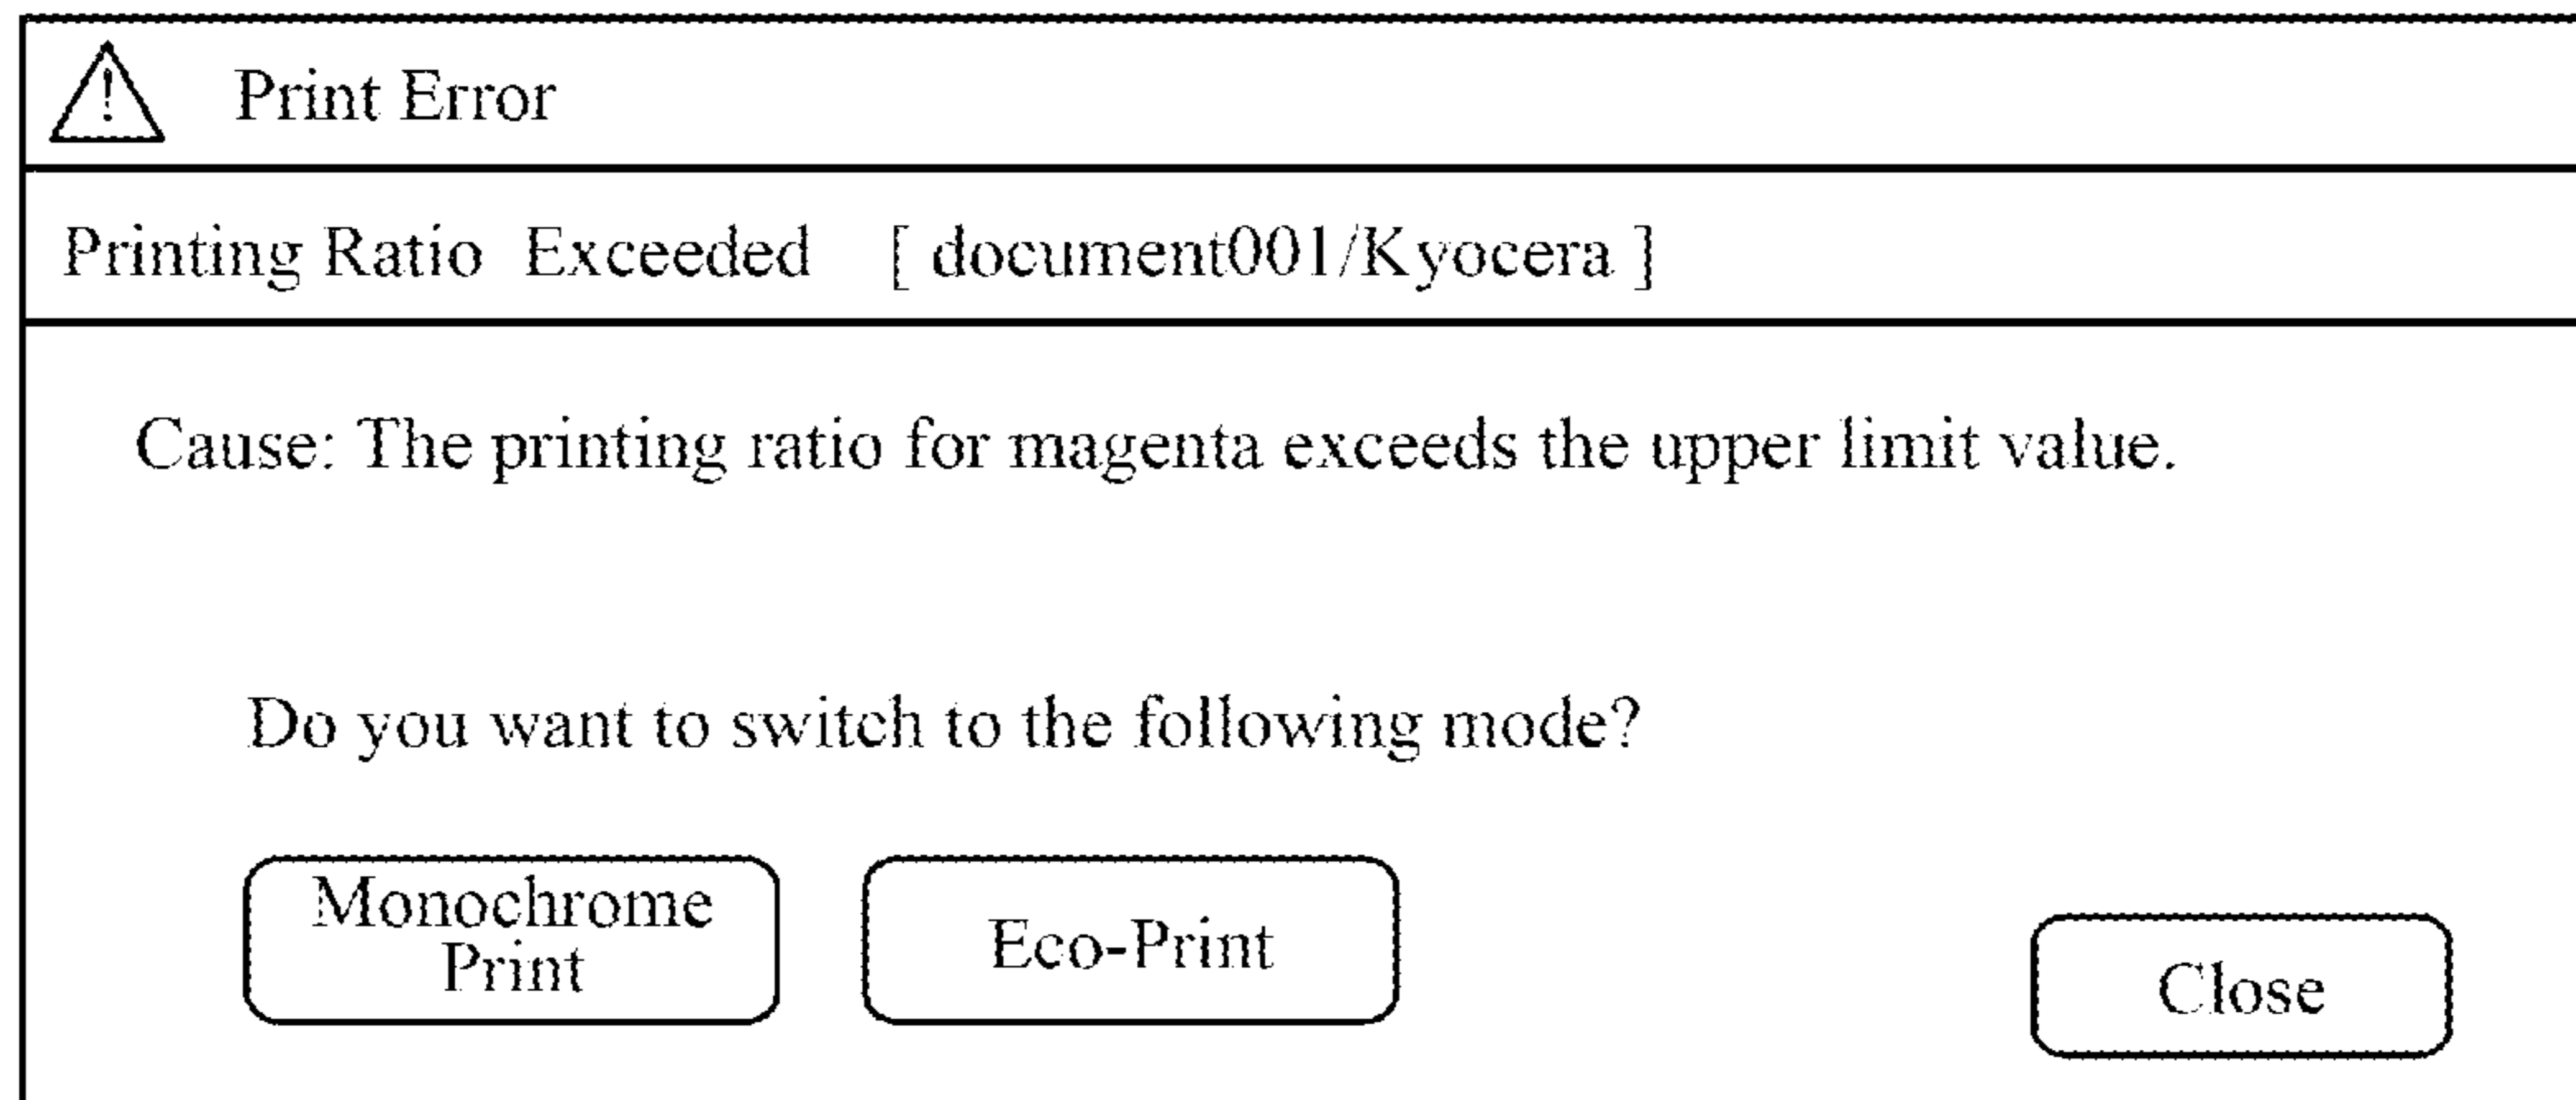 Print Error
Printing Ratio Exceeded [ document001/Kyocera ]
Cause: The printing ratio for magenta exceeds the upper limit value.
Do you want to switch to the following mode?
Monochrome
Print
Eco-Print
Close